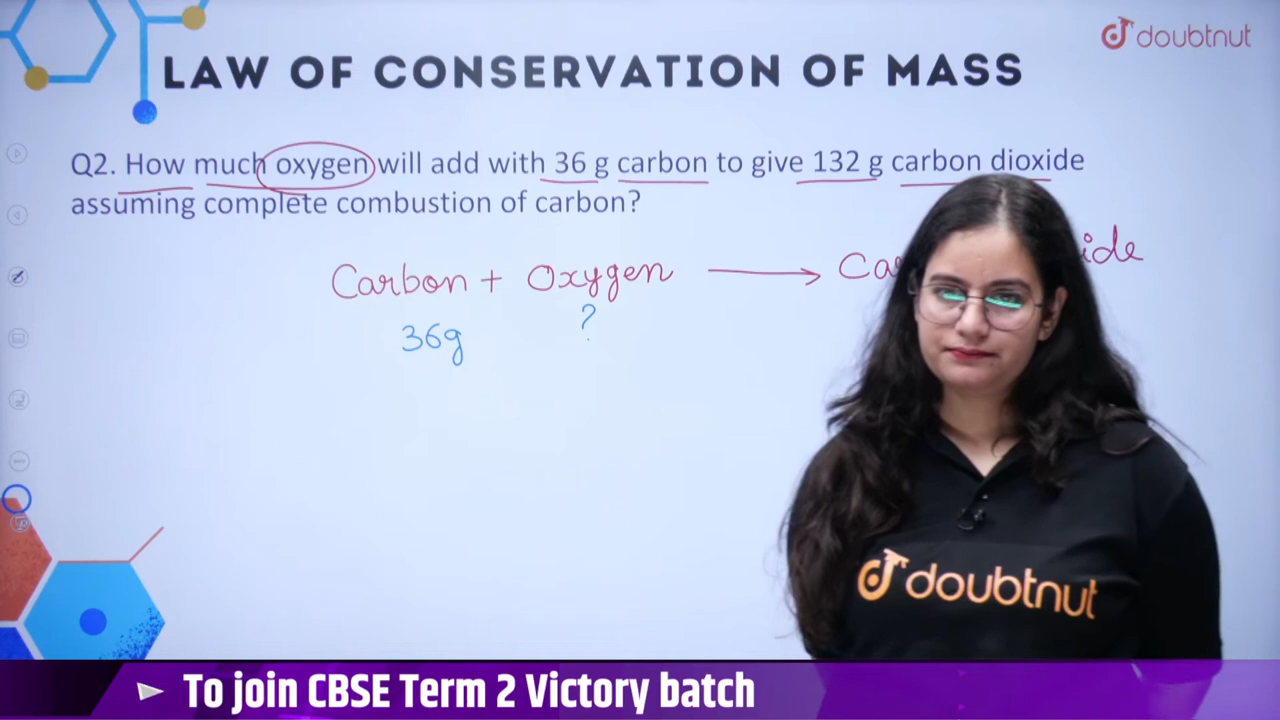 doubtnut
LAW OF CONSERVATION OF MASS
Q2. How much oxygen will add with 36 g carbon to give 132 g carbon dioxide
assuming complete combustion of carbon?
Carbon + Oxygen ⟶ Ca ide
36g ?
doubtnut
To join CBSE Term 2 Victory batch